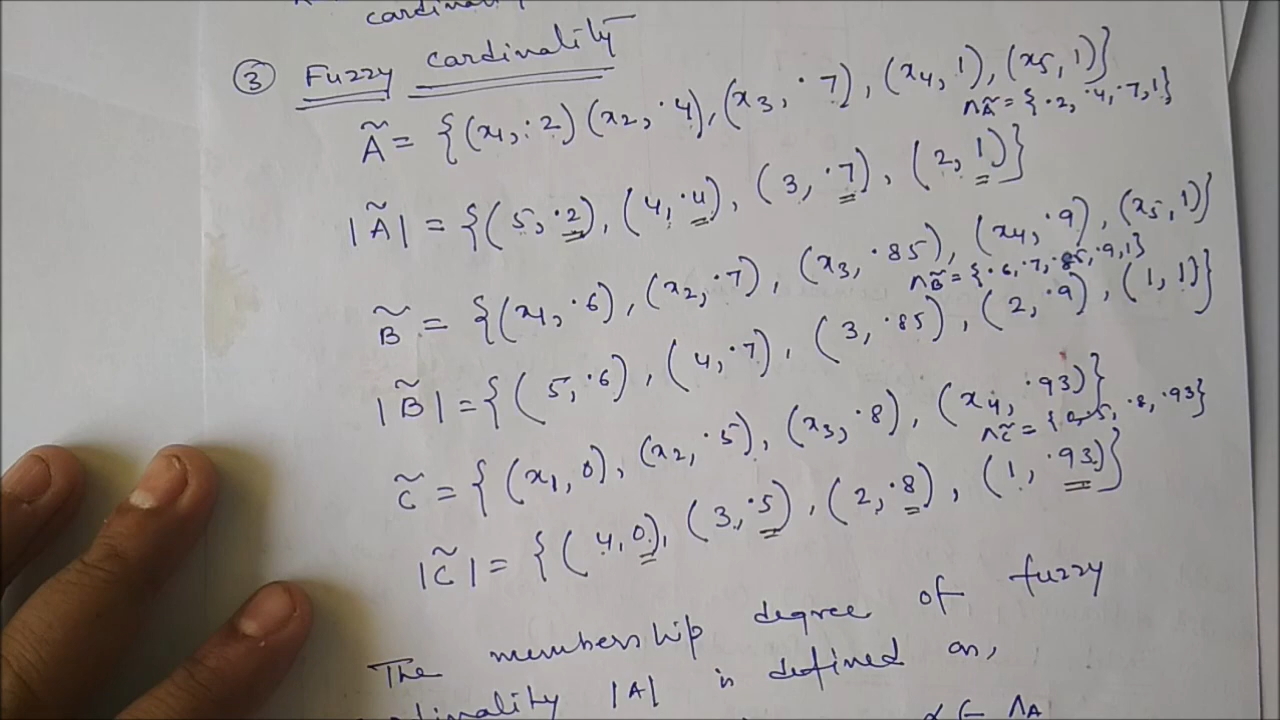 cardinality
③ Fuzzy cardinality
Ã = {(x1, .2) (x2, .4), (x3, .7), (x4, 1), (x5, 1)}
ΛÃ = {.2, .4, .7, 1}
|Ã| = {(5, .2), (4, .4), (3, .7), (2, 1)}
B̃ = {(x1, .6), (x2, .7), (x3, .85), (x4, .9), (x5, 1)}
ΛB̃ = {.6, .7, .85, .9, 1}
|B̃| = {(5, .6), (4, .7), (3, .85), (2, .9), (1, 1)}
C̃ = {(x1, 0), (x2, .5), (x3, .8), (x4, .93)}
ΛC̃ = {0, .5, .8, .93}
|C̃| = {(4, 0), (3, .5), (2, .8), (1, .93)}
The membership degree of fuzzy
cardinality |A| is defined as,
α ∈ ΛA